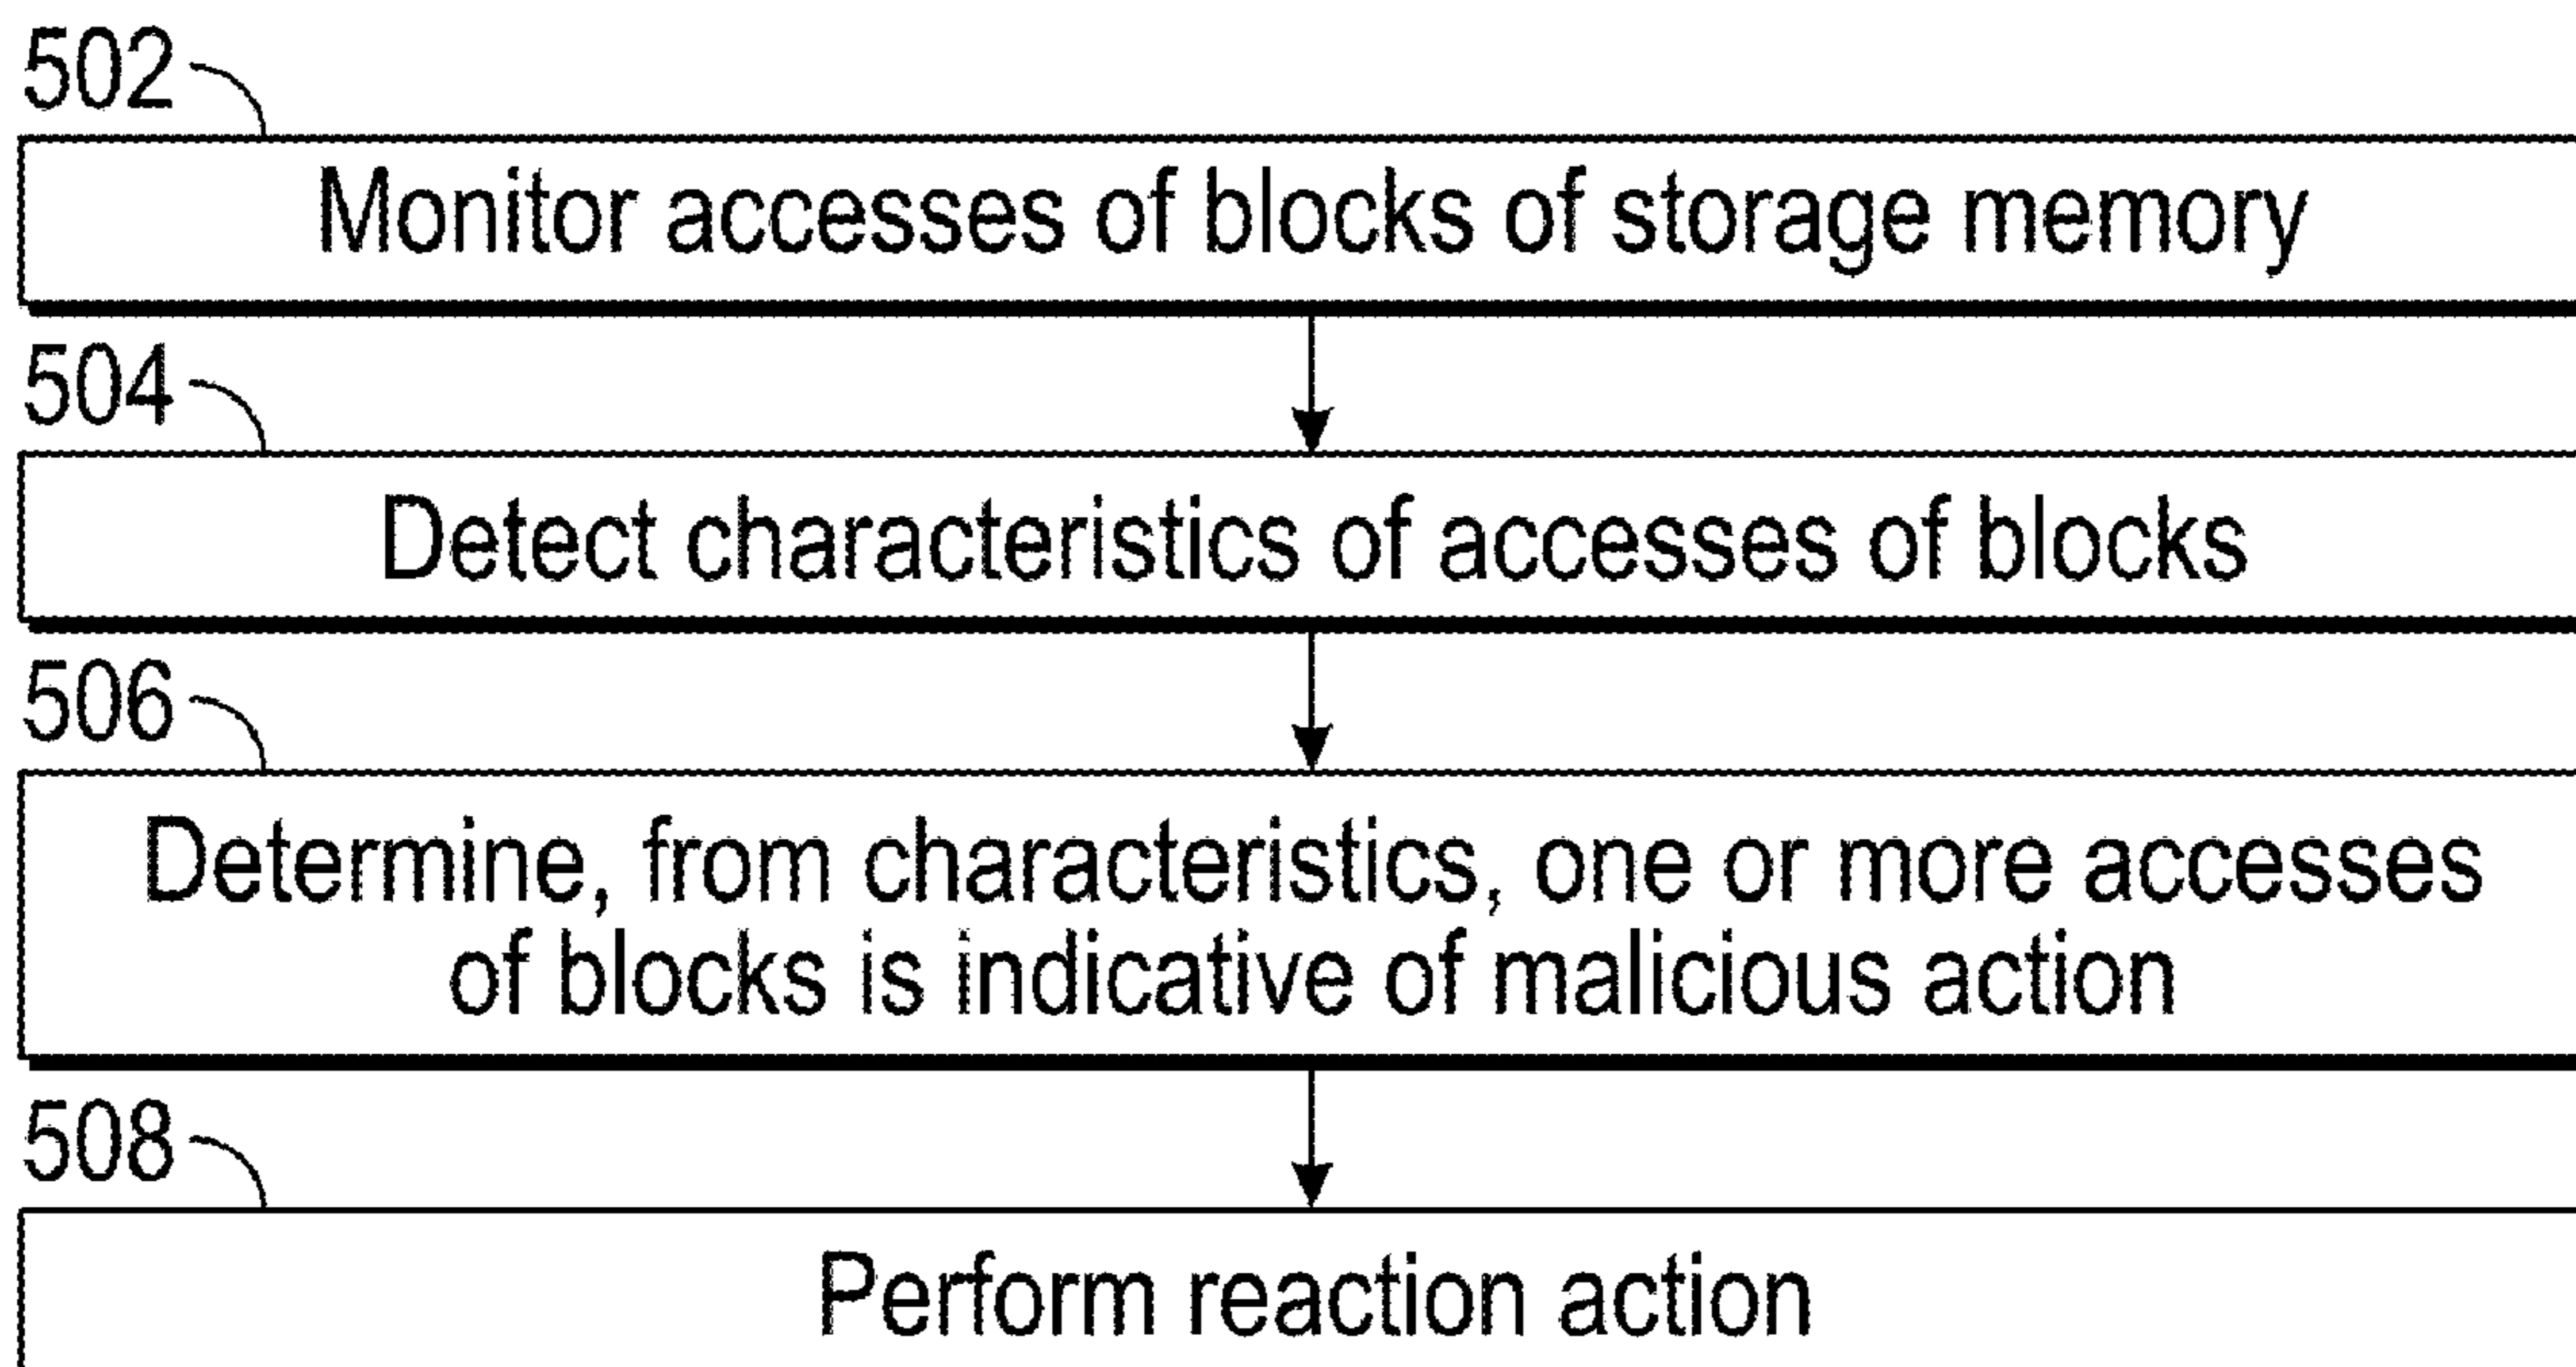 502
Monitor accesses of blocks of storage memory
504
Detect characteristics of accesses of blocks
506
Determine, from characteristics, one or more accesses
of blocks is indicative of malicious action
508
Perform reaction action